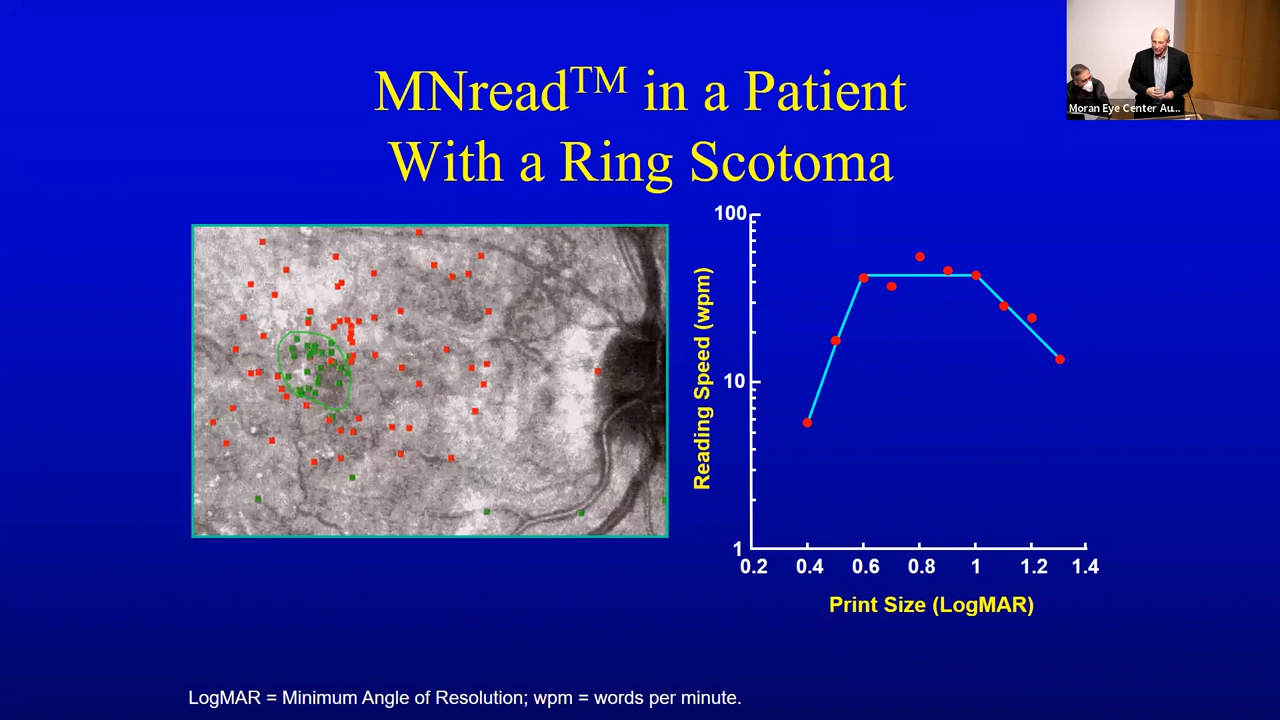 MNread™ in a Patient
With a Ring Scotoma
Moran Eye Center Au...
100
10
1
Reading Speed (wpm)
0.2 0.4 0.6 0.8 1 1.2 1.4
Print Size (LogMAR)
LogMAR = Minimum Angle of Resolution; wpm = words per minute.